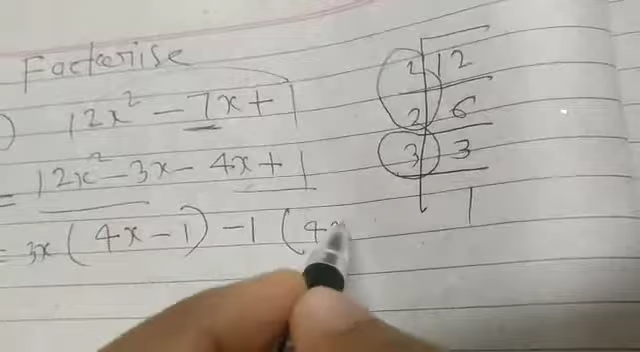 Factorise
) 12x² - 7x + 1
= 12x² - 3x - 4x + 1
= 3x (4x - 1) - 1 (4x
2 | 12
2 | 6
3 | 3
1